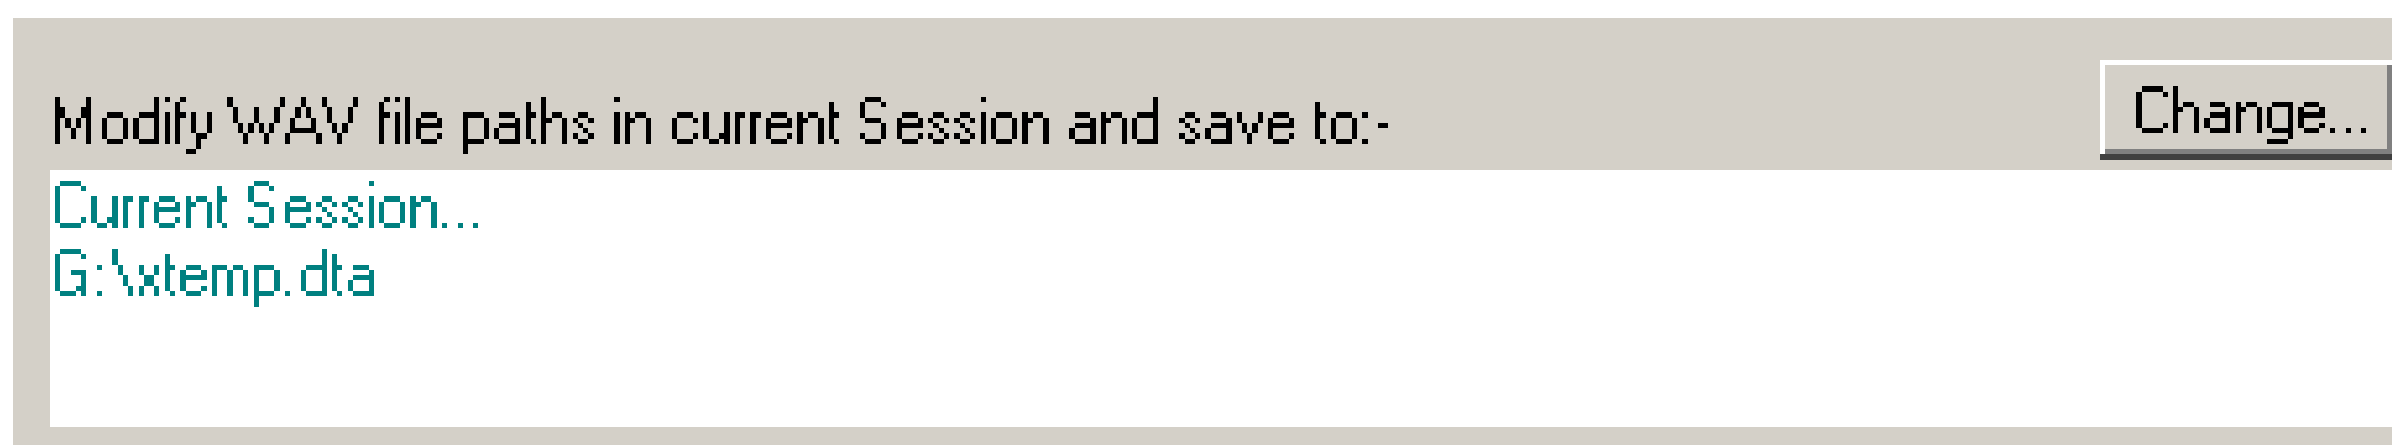 Modify WAV file paths in current Session and save to:-
Change...
Current Session...
G:\xtemp.dta